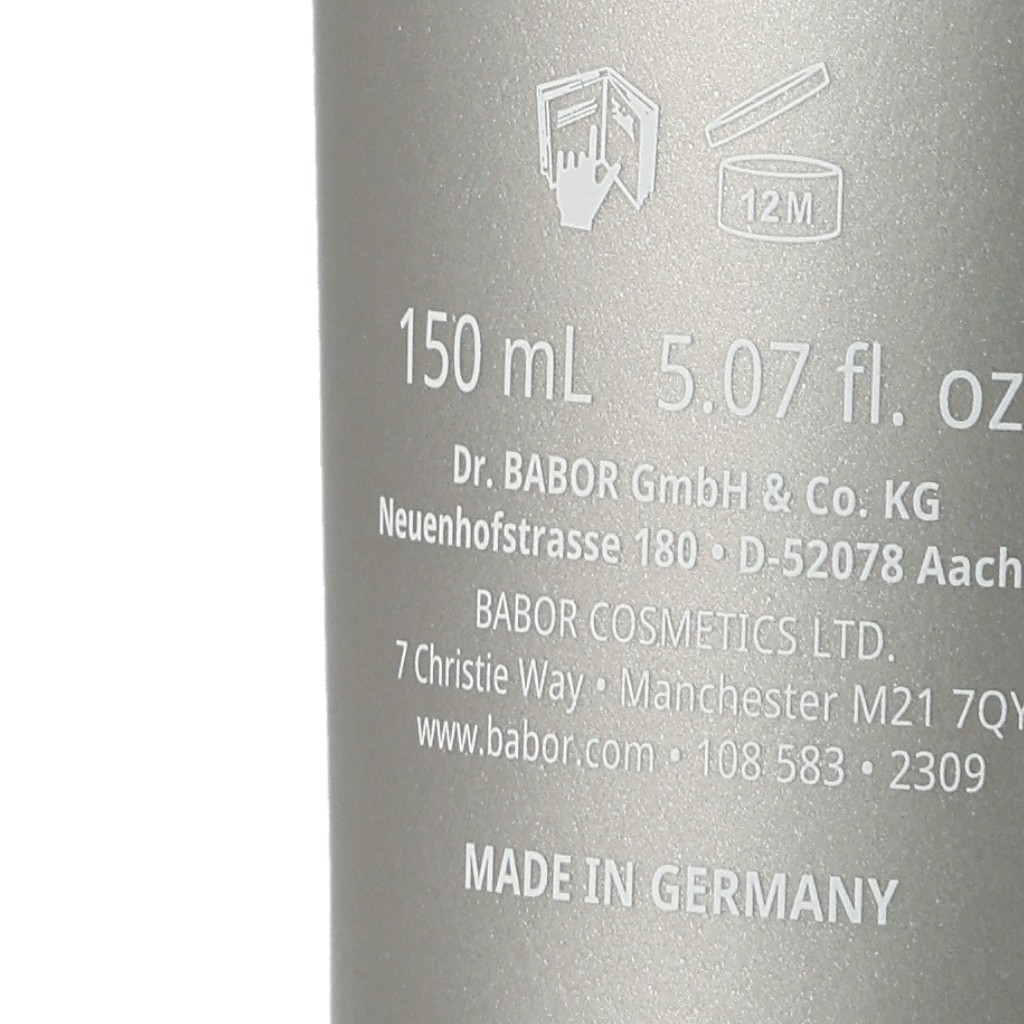 12 M
150 mL 5.07 fl. oz
Dr. BABOR GmbH & Co. KG
Neuenhofstrasse 180 • D-52078 Aach
BABOR COSMETICS LTD.
7 Christie Way • Manchester M21 7QY
www.babor.com • 108 583 • 2309
MADE IN GERMANY